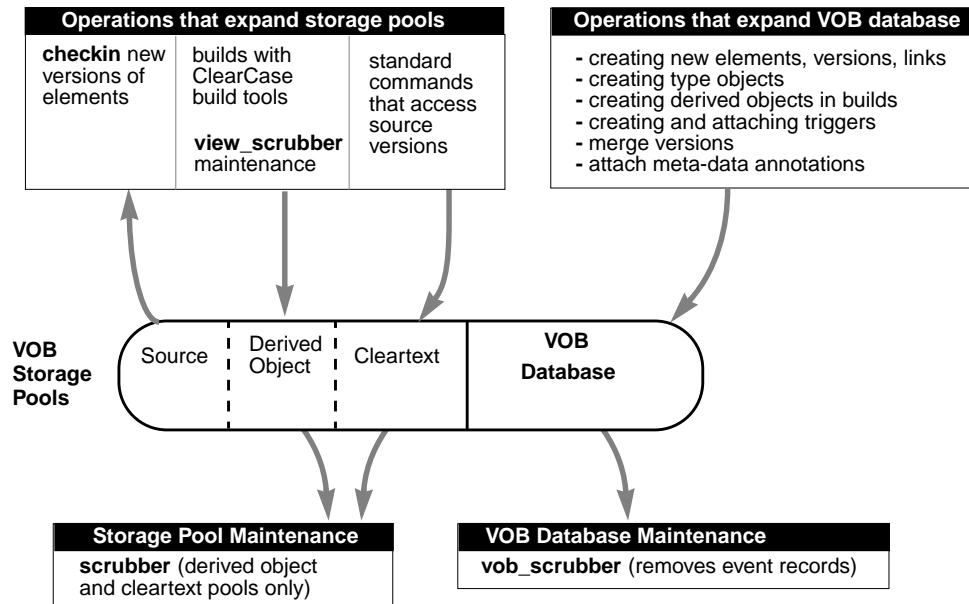 Operations that expand storage pools
checkin new
versions of
elements
builds with
ClearCase
build tools
view_scrubber
maintenance
standard
commands
that access
source
versions
Operations that expand VOB database
- creating new elements, versions, links
- creating type objects
- creating derived objects in builds
- creating and attaching triggers
- merge versions
- attach meta-data annotations
VOB
Storage
Pools
Source
Derived
Object
Cleartext
VOB
Database
Storage Pool Maintenance
scrubber (derived object
and cleartext pools only)
VOB Database Maintenance
vob_scrubber (removes event records)